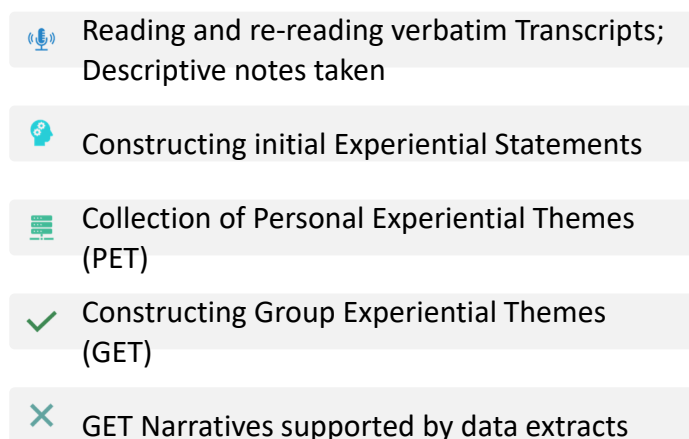 Reading and re-reading verbatim Transcripts;
Descriptive notes taken
Constructing initial Experiential Statements
Collection of Personal Experiential Themes
(PET)
Constructing Group Experiential Themes
(GET)
GET Narratives supported by data extracts